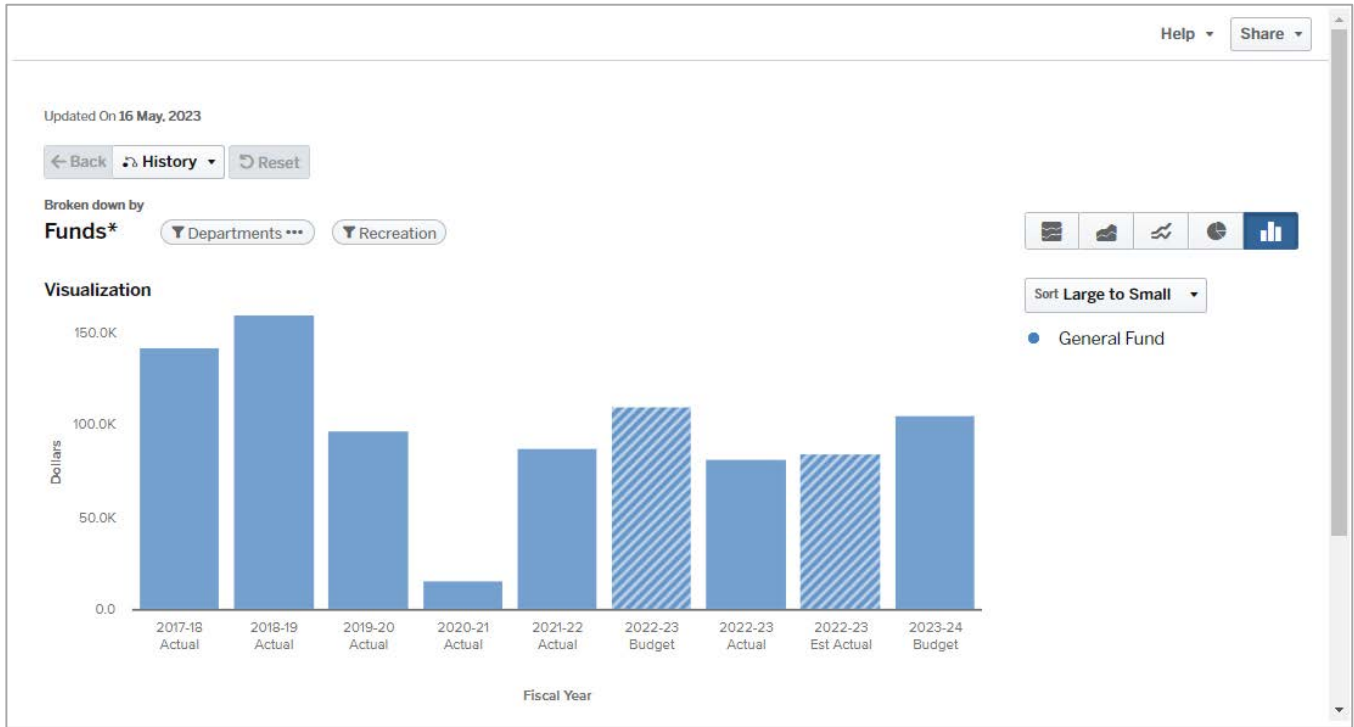 Help
Share
Updated On 16 May, 2023
Back
History
Reset
Broken down by
Funds*
Departments •••
Recreation
Visualization
Sort Large to Small
General Fund
150.0K
100.0K
50.0K
0.0
Dollars
2017-18 Actual
2018-19 Actual
2019-20 Actual
2020-21 Actual
2021-22 Actual
2022-23 Budget
2022-23 Actual
2022-23 Est Actual
2023-24 Budget
Fiscal Year